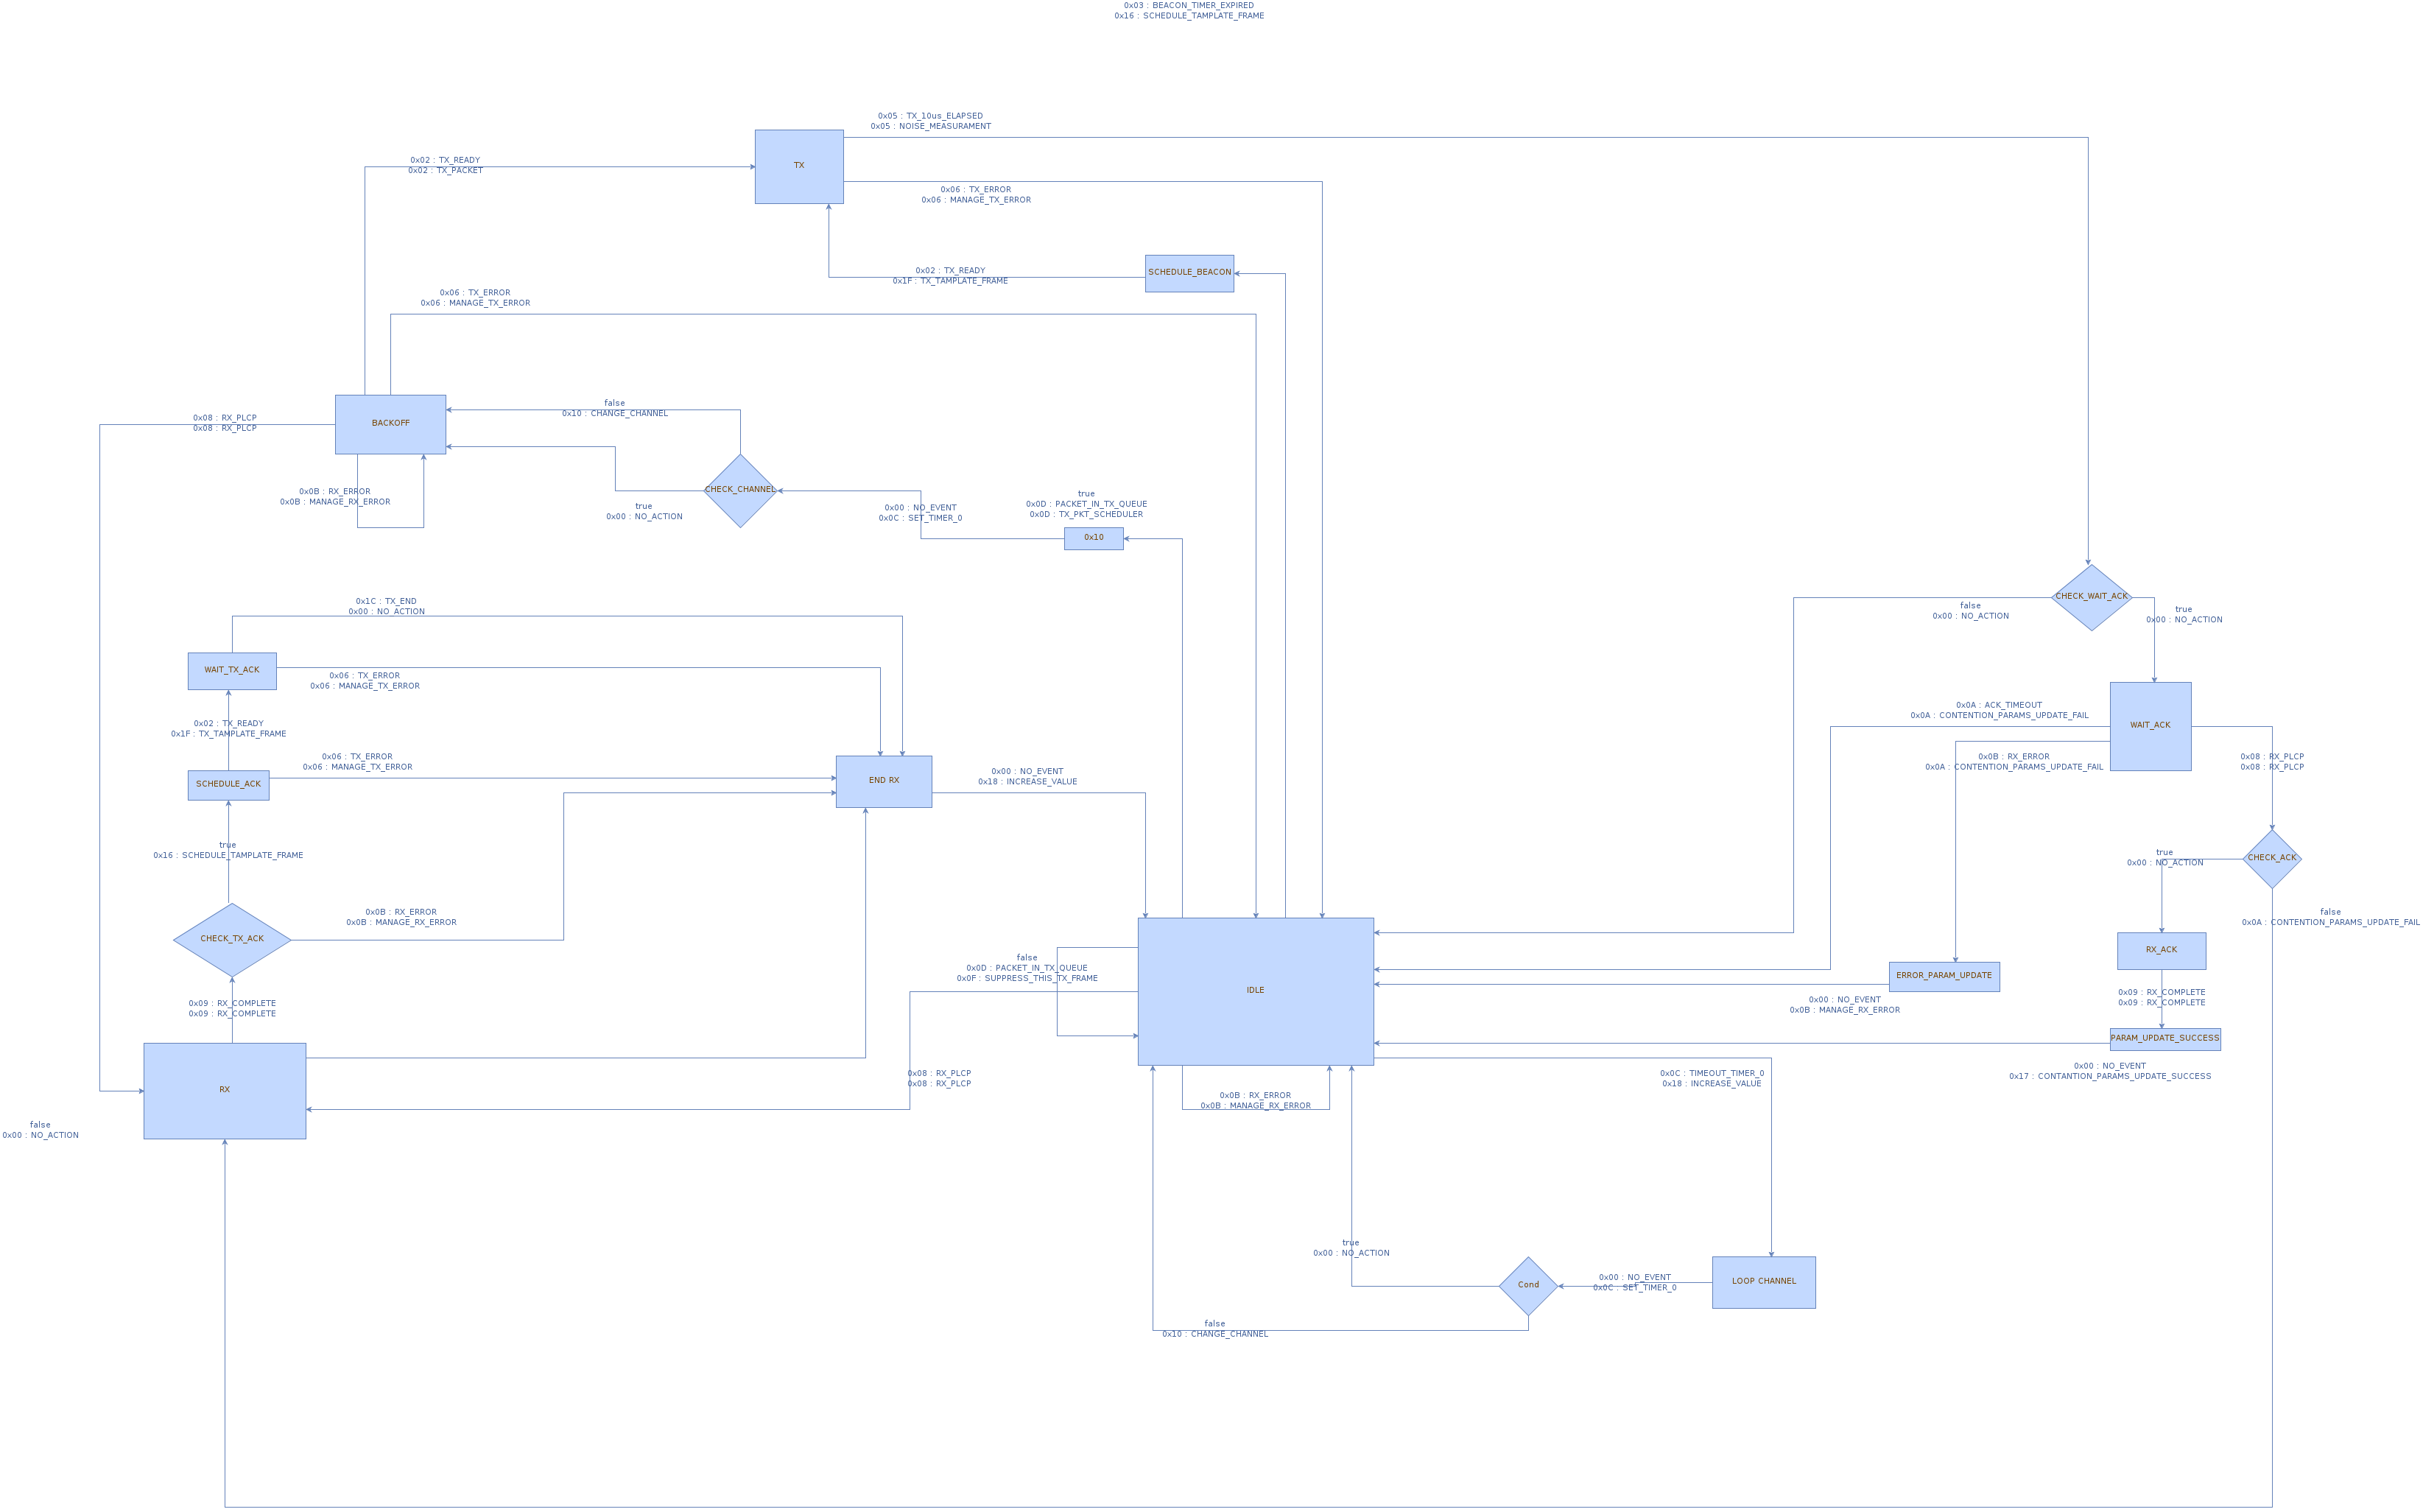 0x03 : BEACON_TIMER_EXPIRED
0x16 : SCHEDULE_TAMPLATE_FRAME
0x05 : TX_10us_ELAPSED
0x05 : NOISE_MEASURAMENT
TX
0x02 : TX_READY
0x02 : TX_PACKET
0x06 : TX_ERROR
0x06 : MANAGE_TX_ERROR
SCHEDULE_BEACON
0x02 : TX_READY
0x1F : TX_TAMPLATE_FRAME
0x06 : TX_ERROR
0x06 : MANAGE_TX_ERROR
false
0x10 : CHANGE_CHANNEL
0x08 : RX_PLCP
0x08 : RX_PLCP
BACKOFF
0x0B : RX_ERROR
0x0B : MANAGE_RX_ERROR
CHECK_CHANNEL
true
0x00 : NO_ACTION
0x00 : NO_EVENT
0x0C : SET_TIMER_0
true
0x0D : PACKET_IN_TX_QUEUE
0x0D : TX_PKT_SCHEDULER
0x10
0x1C : TX_END
0x00 : NO_ACTION
CHECK_WAIT_ACK
false
0x00 : NO_ACTION
true
0x00 : NO_ACTION
WAIT_TX_ACK
0x06 : TX_ERROR
0x06 : MANAGE_TX_ERROR
0x0A : ACK_TIMEOUT
0x0A : CONTENTION_PARAMS_UPDATE_FAIL
WAIT_ACK
0x02 : TX_READY
0x1F : TX_TAMPLATE_FRAME
0x06 : TX_ERROR
0x06 : MANAGE_TX_ERROR
0x0B : RX_ERROR
0x0A : CONTENTION_PARAMS_UPDATE_FAIL
0x08 : RX_PLCP
0x08 : RX_PLCP
SCHEDULE_ACK
END RX
0x00 : NO_EVENT
0x18 : INCREASE_VALUE
true
0x16 : SCHEDULE_TAMPLATE_FRAME
true
0x00 : NO_ACTION
CHECK_ACK
0x0B : RX_ERROR
0x0B : MANAGE_RX_ERROR
false
0x0A : CONTENTION_PARAMS_UPDATE_FAIL
CHECK_TX_ACK
RX_ACK
false
0x0D : PACKET_IN_TX_QUEUE
0x0F : SUPPRESS_THIS_TX_FRAME
IDLE
ERROR_PARAM_UPDATE
0x09 : RX_COMPLETE
0x09 : RX_COMPLETE
0x00 : NO_EVENT
0x0B : MANAGE_RX_ERROR
0x09 : RX_COMPLETE
0x09 : RX_COMPLETE
PARAM_UPDATE_SUCCESS
0x00 : NO_EVENT
0x17 : CONTANTION_PARAMS_UPDATE_SUCCESS
RX
0x08 : RX_PLCP
0x08 : RX_PLCP
0x0B : RX_ERROR
0x0B : MANAGE_RX_ERROR
0x0C : TIMEOUT_TIMER_0
0x18 : INCREASE_VALUE
false
0x00 : NO_ACTION
true
0x00 : NO_ACTION
Cond
0x00 : NO_EVENT
0x0C : SET_TIMER_0
LOOP CHANNEL
false
0x10 : CHANGE_CHANNEL